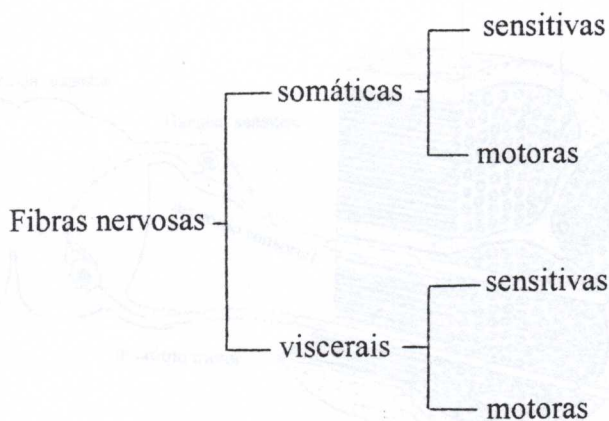 sensitivas
somáticas
motoras
Fibras nervosas
sensitivas
viscerais
motoras